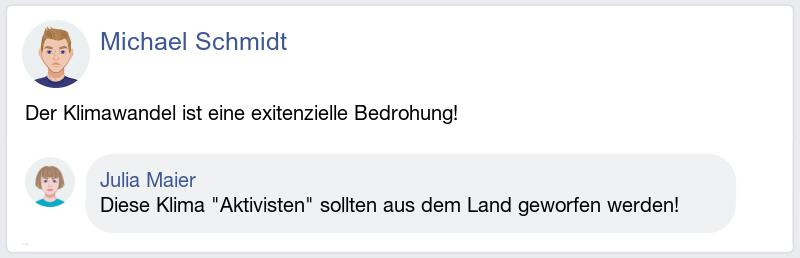 Michael Schmidt
Der Klimawandel ist eine exitenzielle Bedrohung!
Julia Maier
Diese Klima "Aktivisten" sollten aus dem Land geworfen werden!